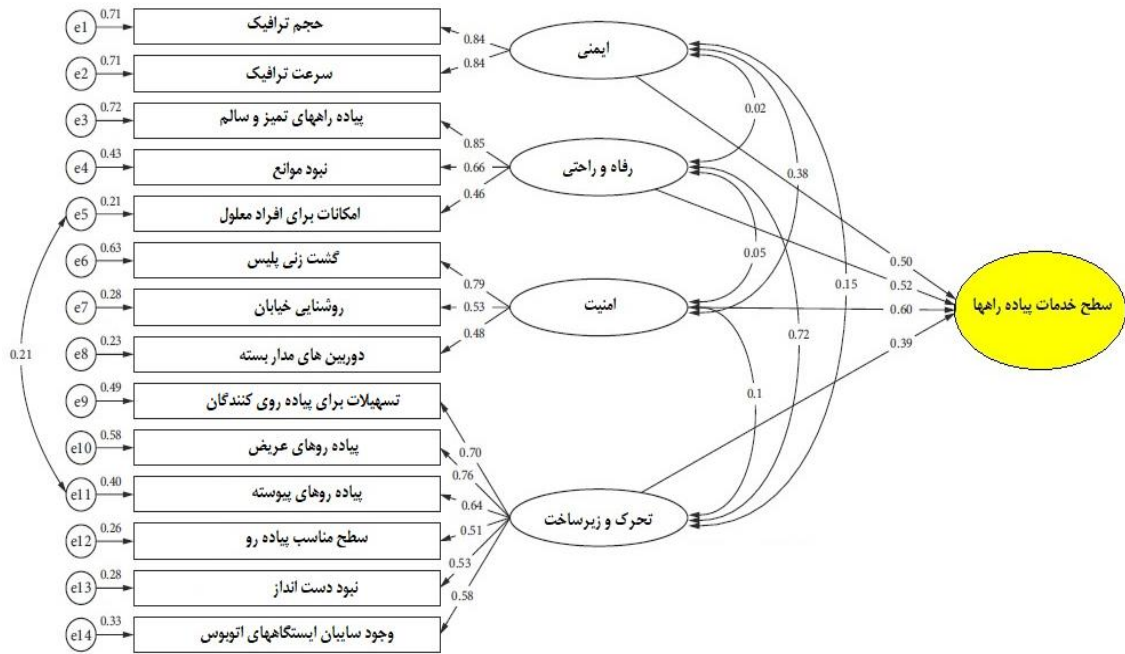 e1 0.71 حجم ترافیک
e2 0.71 سرعت ترافیک
e3 0.72 پیاده راههای تمیز و سالم
e4 0.43 نبود موانع
e5 0.21 امکانات برای افراد معلول
e6 0.63 گشت زنی پلیس
e7 0.28 روشنایی خیابان
e8 0.23 دوربین های مدار بسته
e9 0.49 تسهیلات برای پیاده روی کنندگان
e10 0.58 پیاده روهای عریض
e11 0.40 پیاده روهای پیوسته
e12 0.26 سطح مناسب پیاده رو
e13 0.28 نبود دست انداز
e14 0.33 وجود سایبان ایستگاههای اتوبوس
0.21
0.84
0.84
0.85
0.66
0.46
0.79
0.53
0.48
0.70
0.76
0.64
0.51
0.53
0.58
ایمنی
رفاه و راحتی
امنیت
تحرک و زیرساخت
0.02
0.38
0.05
0.15
0.72
0.1
0.50
0.52
0.60
0.39
سطح خدمات پیاده راهها